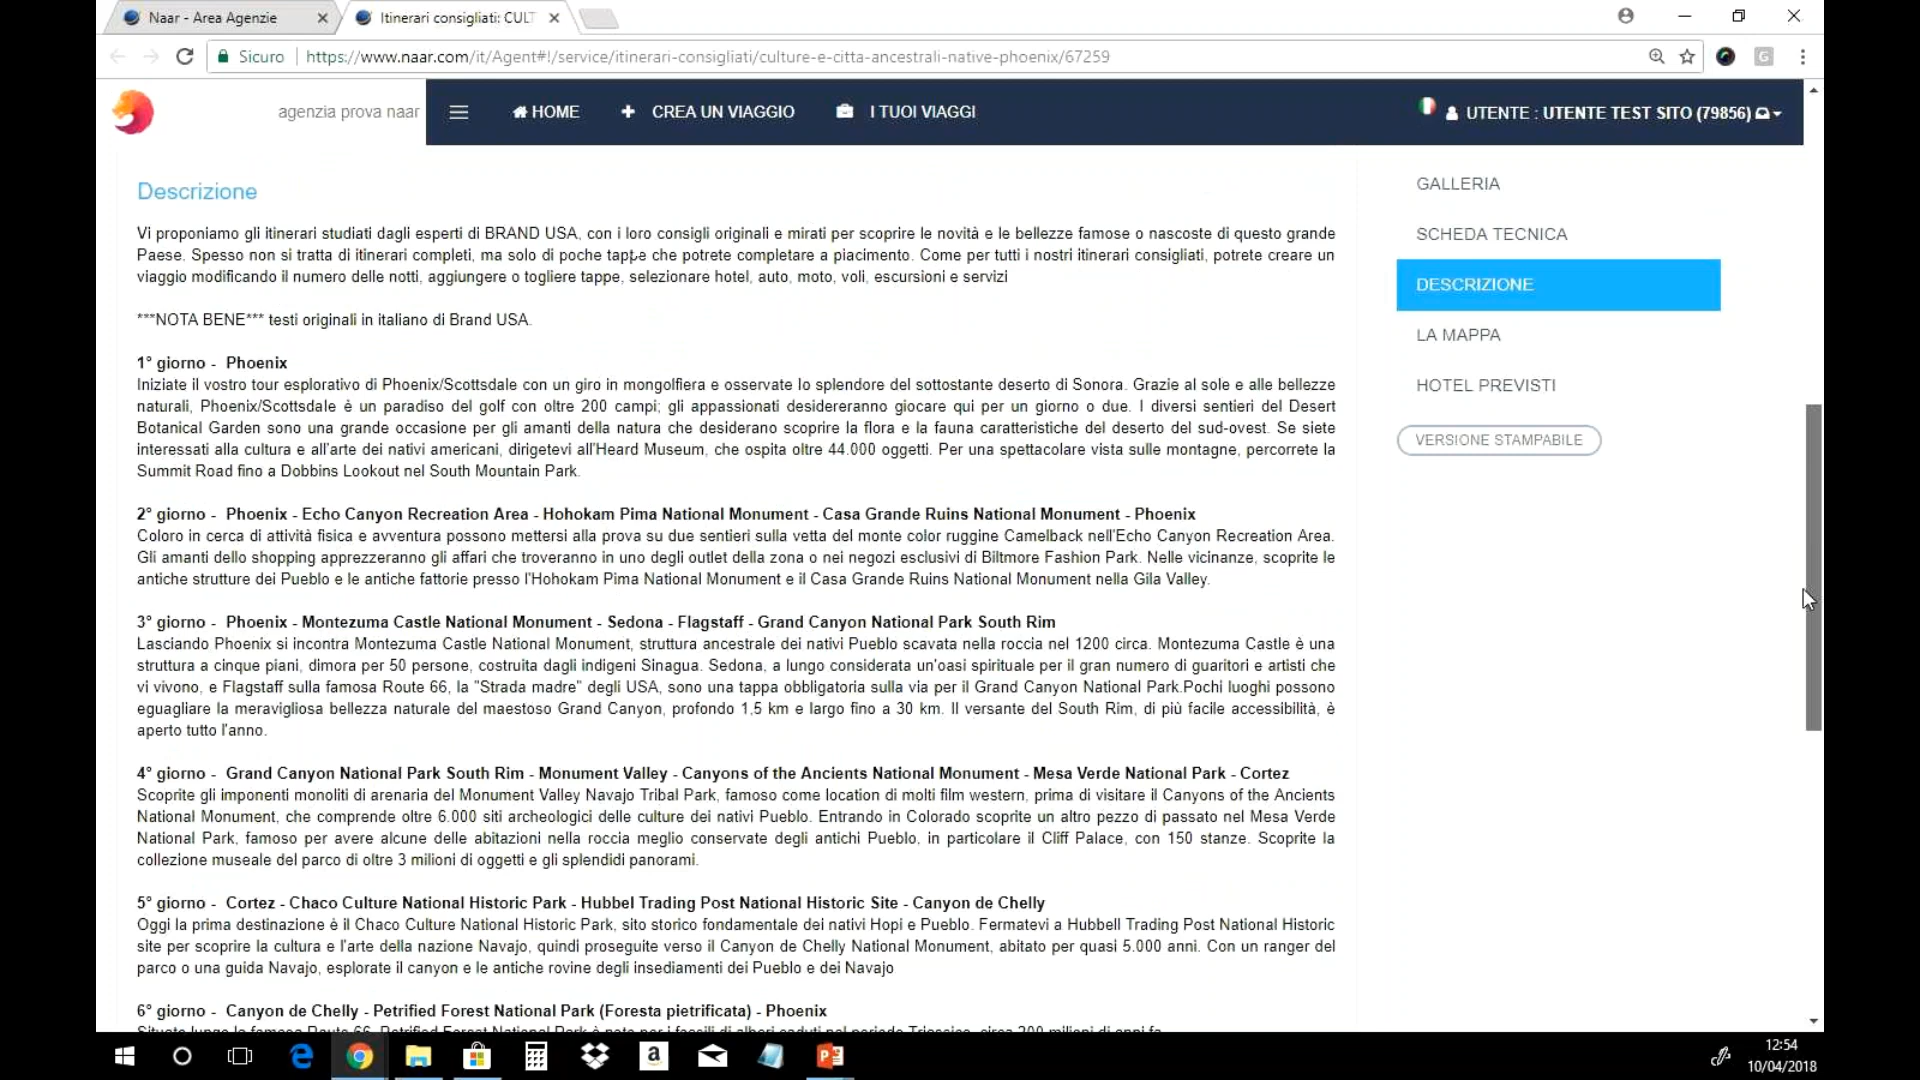 Naar - Area Agenzie
Itinerari consigliati: CULT
Sicuro
https://www.naar.com/it/Agent#!/service/itinerari-consigliati/culture-e-citta-ancestrali-native-phoenix/67259
agenzia prova naar
HOME
CREA UN VIAGGIO
I TUOI VIAGGI
UTENTE : UTENTE TEST SITO (79856)
Descrizione
Vi proponiamo gli itinerari studiati dagli esperti di BRAND USA, con i loro consigli originali e mirati per scoprire le novità e le bellezze famose o nascoste di questo grande
Paese. Spesso non si tratta di itinerari completi, ma solo di poche tappe che potrete completare a piacimento. Come per tutti i nostri itinerari consigliati, potrete creare un
viaggio modificando il numero delle notti, aggiungere o togliere tappe, selezionare hotel, auto, moto, voli, escursioni e servizi
***NOTA BENE*** testi originali in italiano di Brand USA.
1° giorno - Phoenix
Iniziate il vostro tour esplorativo di Phoenix/Scottsdale con un giro in mongolfiera e osservate lo splendore del sottostante deserto di Sonora. Grazie al sole e alle bellezze
naturali, Phoenix/Scottsdale è un paradiso del golf con oltre 200 campi; gli appassionati desidereranno giocare qui per un giorno o due. I diversi sentieri del Desert
Botanical Garden sono una grande occasione per gli amanti della natura che desiderano scoprire la flora e la fauna caratteristiche del deserto del sud-ovest. Se siete
interessati alla cultura e all'arte dei nativi americani, dirigetevi all'Heard Museum, che ospita oltre 44.000 oggetti. Per una spettacolare vista sulle montagne, percorrete la
Summit Road fino a Dobbins Lookout nel South Mountain Park.
2° giorno - Phoenix - Echo Canyon Recreation Area - Hohokam Pima National Monument - Casa Grande Ruins National Monument - Phoenix
Coloro in cerca di attività fisica e avventura possono mettersi alla prova su due sentieri sulla vetta del monte color ruggine Camelback nell'Echo Canyon Recreation Area.
Gli amanti dello shopping apprezzeranno gli affari che troveranno in uno degli outlet della zona o nei negozi esclusivi di Biltmore Fashion Park. Nelle vicinanze, scoprite le
antiche strutture dei Pueblo e le antiche fattorie presso l'Hohokam Pima National Monument e il Casa Grande Ruins National Monument nella Gila Valley.
3° giorno - Phoenix - Montezuma Castle National Monument - Sedona - Flagstaff - Grand Canyon National Park South Rim
Lasciando Phoenix si incontra Montezuma Castle National Monument, struttura ancestrale dei nativi Pueblo scavata nella roccia nel 1200 circa. Montezuma Castle è una
struttura a cinque piani, dimora per 50 persone, costruita dagli indigeni Sinagua. Sedona, a lungo considerata un'oasi spirituale per il gran numero di guaritori e artisti che
vi vivono, e Flagstaff sulla famosa Route 66, la "Strada madre" degli USA, sono una tappa obbligatoria sulla via per il Grand Canyon National Park.Pochi luoghi possono
eguagliare la meravigliosa bellezza naturale del maestoso Grand Canyon, profondo 1,5 km e largo fino a 30 km. Il versante del South Rim, di più facile accessibilità, è
aperto tutto l'anno.
4° giorno - Grand Canyon National Park South Rim - Monument Valley - Canyons of the Ancients National Monument - Mesa Verde National Park - Cortez
Scoprite gli imponenti monoliti di arenaria del Monument Valley Navajo Tribal Park, famoso come location di molti film western, prima di visitare il Canyons of the Ancients
National Monument, che comprende oltre 6.000 siti archeologici delle culture dei nativi Pueblo. Entrando in Colorado scoprite un altro pezzo di passato nel Mesa Verde
National Park, famoso per avere alcune delle abitazioni nella roccia meglio conservate degli antichi Pueblo, in particolare il Cliff Palace, con 150 stanze. Scoprite la
collezione museale del parco di oltre 3 milioni di oggetti e gli splendidi panorami.
5° giorno - Cortez - Chaco Culture National Historic Park - Hubbel Trading Post National Historic Site - Canyon de Chelly
Oggi la prima destinazione è il Chaco Culture National Historic Park, sito storico fondamentale dei nativi Hopi e Pueblo. Fermatevi a Hubbell Trading Post National Historic
site per scoprire la cultura e l'arte della nazione Navajo, quindi proseguite verso il Canyon de Chelly National Monument, abitato per quasi 5.000 anni. Con un ranger del
parco o una guida Navajo, esplorate il canyon e le antiche rovine degli insediamenti dei Pueblo e dei Navajo
6° giorno - Canyon de Chelly - Petrified Forest National Park (Foresta pietrificata) - Phoenix
Situato lungo la famosa Route 66, Petrified Forest National Park è noto per i fossili di alberi caduti nel periodo Triassico, circa 200 milioni di anni fa
GALLERIA
SCHEDA TECNICA
DESCRIZIONE
LA MAPPA
HOTEL PREVISTI
VERSIONE STAMPABILE
12:54
10/04/2018